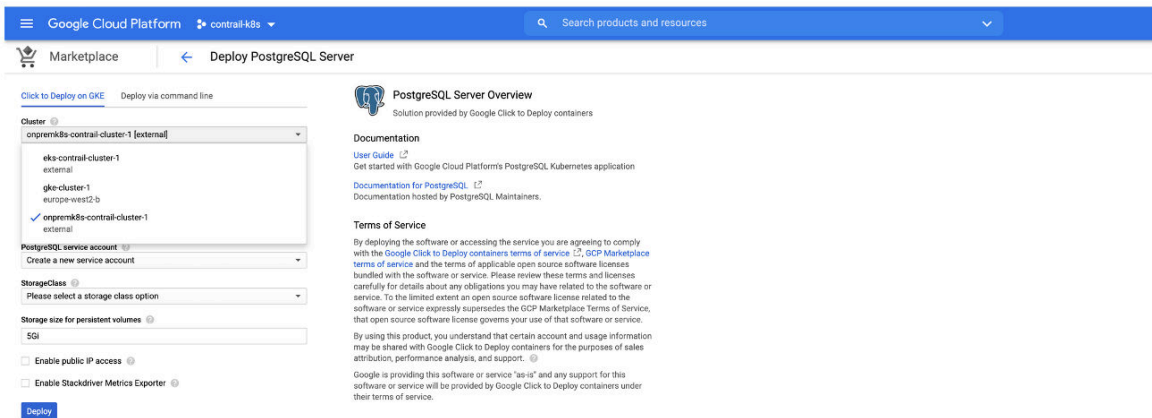 Google Cloud Platform
contrail-k8s
Search products and resources
Marketplace
Deploy PostgreSQL Server
Click to Deploy on GKE
Deploy via command line
Cluster
onpremk8s-contrail-cluster-1 [external]
eks-contrail-cluster-1
external
gke-cluster-1
europe-west2-b
onpremk8s-contrail-cluster-1
external
PostgreSQL service account
Create a new service account
StorageClass
Please select a storage class option
Storage size for persistent volumes
5Gi
Enable public IP access
Enable Stackdriver Metrics Exporter
Deploy
PostgreSQL Server Overview
Solution provided by Google Click to Deploy containers
Documentation
User Guide
Get started with Google Cloud Platform's PostgreSQL Kubernetes application
Documentation for PostgreSQL
Documentation hosted by PostgreSQL Maintainers.
Terms of Service
By deploying the software or accessing the service you are agreeing to comply
with the Google Click to Deploy containers terms of service, GCP Marketplace
terms of service and the terms of applicable open source software licenses
bundled with the software or service. Please review these terms and licenses
carefully for details about any obligations you may have related to the software or
service. To the limited extent an open source software license related to the
software or service expressly supersedes the GCP Marketplace Terms of Service,
that open source software license governs your use of that software or service.
By using this product, you understand that certain account and usage information
may be shared with Google Click to Deploy containers for the purposes of sales
attribution, performance analysis, and support.
Google is providing this software or service "as-is" and any support for this
software or service will be provided by Google Click to Deploy containers under
their terms of service.